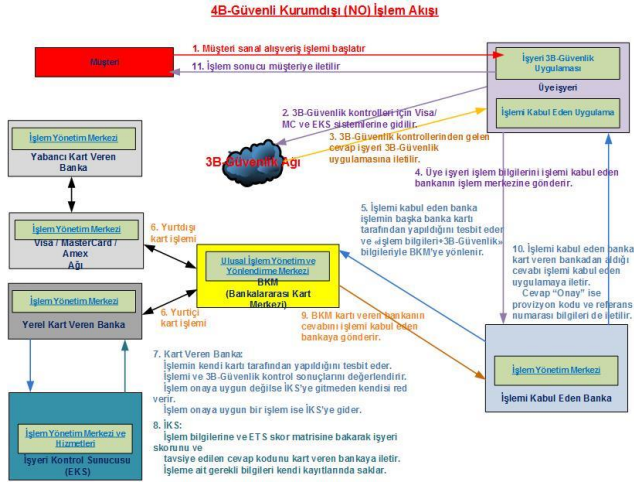 4B-Güvenli Kurumdışı (NO) İşlem Akışı
Müşteri
1. Müşteri sanal alışveriş işlemi başlatır
11. İşlem sonucu müşteriye iletilir
İşyeri 3B-Güvenlik
Uygulaması
Üye işyeri
İşlemi Kabul Eden Uygulama
2. 3B-Güvenlik kontrolleri için Visa/
MC ve EKS sistemlerine gidilir.
3. 3B-Güvenlik kontrollerinden gelen
cevap işyeri 3B-Güvenlik
uygulamasına iletilir.
3B-Güvenlik Ağı
4. Üye işyeri işlem bilgilerini işlemi kabul eden
bankanın işlem merkezine gönderir.
İşlem Yönetim Merkezi
Yabancı Kart Veren
Banka
İşlem Yönetim Merkezi
Visa / MasterCard /
Amex
Ağı
6. Yurtdışı
kart işlemi
5. İşlemi kabul eden banka
işlemin başka banka kartı
tarafından yapıldığını tesbit eder
ve «işlem bilgileri+3B-Güvenlik»
bilgileriyle BKM'ye yönlenir.
10. İşlemi kabul eden banka
kart veren bankadan aldığı
cevabı işlemi kabul eden
uygulamaya iletir.
Cevap "Onay" ise
provizyon kodu ve referans
numarası bilgileri de iletilir.
Ulusal İşlem Yönetim ve
Yönlendirme Merkezi
BKM
(Bankalararası Kart
Merkezi)
İşlem Yönetim Merkezi
Yerel Kart Veren Banka
6. Yurtiçi
kart işlemi
9. BKM kartı veren bankanın
cevabını işlemi kabul eden
bankaya gönderir.
7. Kart Veren Banka:
İşlemin kendi kartı tarafından yapıldığını tesbit eder.
İşlemi ve 3B-Güvenlik kontrol sonuçlarını değerlendirir.
İşlem onaya uygun değilse İKS'ye gitmeden kendisi red
verir.
İşlem onaya uygun bir işlem ise İKS'ye gider.
İşlem Yönetim Merkezi
İşlemi Kabul Eden Banka
8. İKS:
İşlem bilgilerine ve ETS skor matrisine bakarak işyeri
skorunu ve
tavsiye edilen cevap kodunu kart veren bankaya iletir.
İşleme ait gerekli bilgileri kendi kayıtlarında saklar.
İşlem Yönetim Merkezi ve
Hizmetleri
İşyeri Kontrol Sunucusu
(EKS)